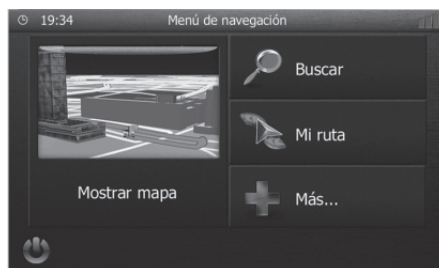 19:34 Menú de navegación
Buscar
Mi ruta
Mostrar mapa
Más...